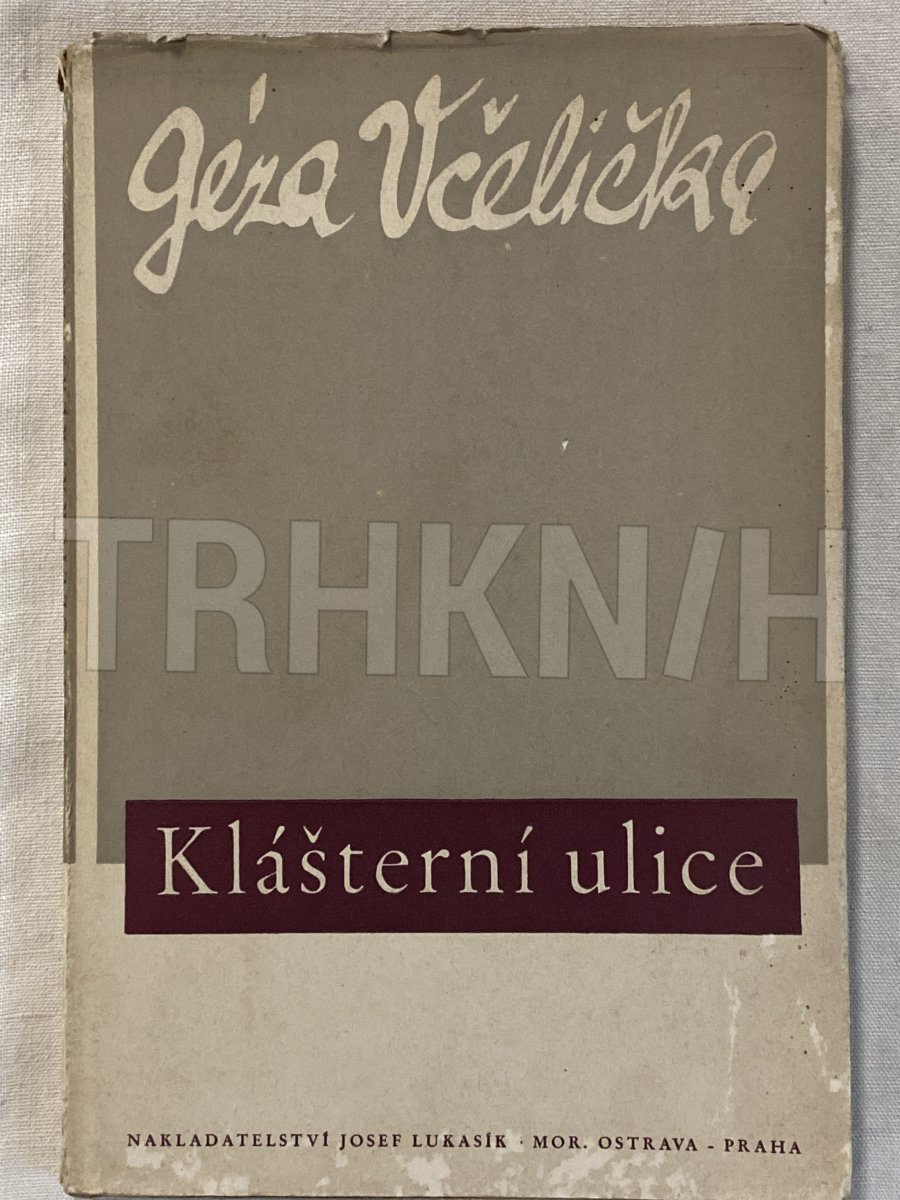 Géza Včelička
TRHKNIH
Klášterní ulice
NAKLADATELSTVÍ JOSEF LUKASÍK · MOR. OSTRAVA - PRAHA